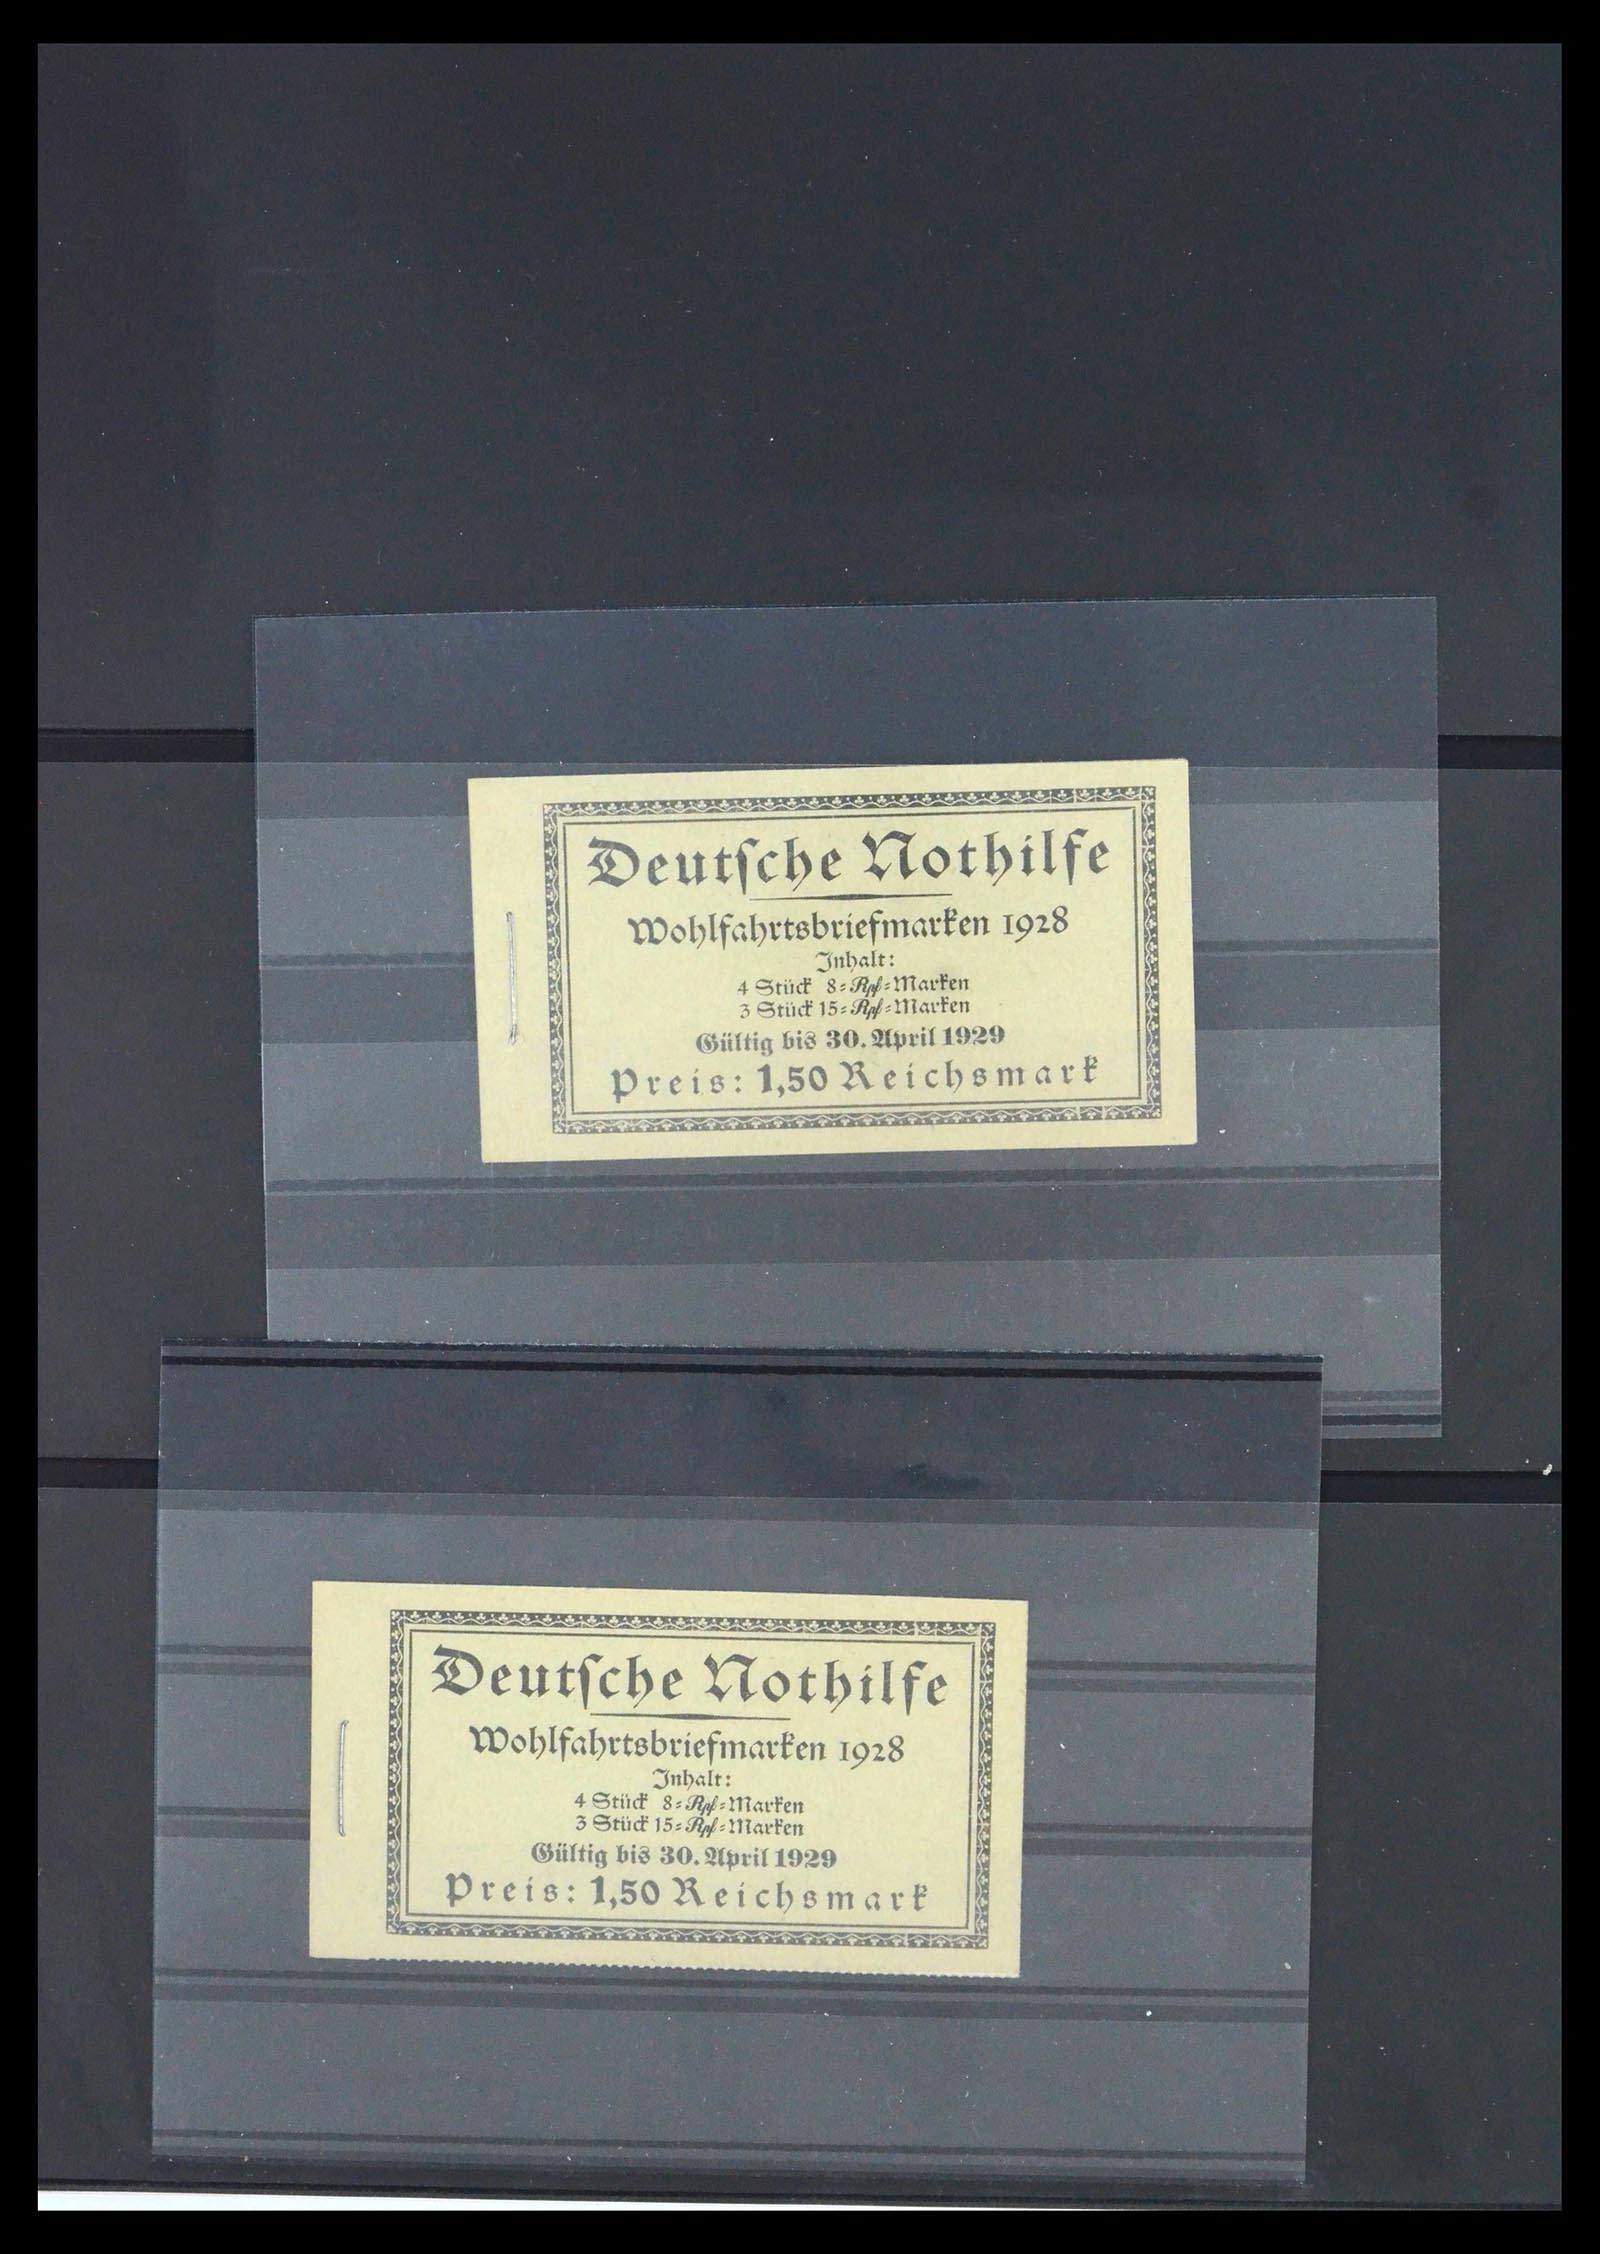 Deutſche Nothilfe
Wohlfahrtsbriefmarken 1928
Inhalt:
4 Stück 8=Rpf=Marken
3 Stück 15=Rpf=Marken
Gültig bis 30. April 1929
Preis: 1,50 Reichsmark
Deutſche Nothilfe
Wohlfahrtsbriefmarken 1928
Inhalt:
4 Stück 8=Rpf=Marken
3 Stück 15=Rpf=Marken
Gültig bis 30. April 1929
Preis: 1,50 Reichsmark